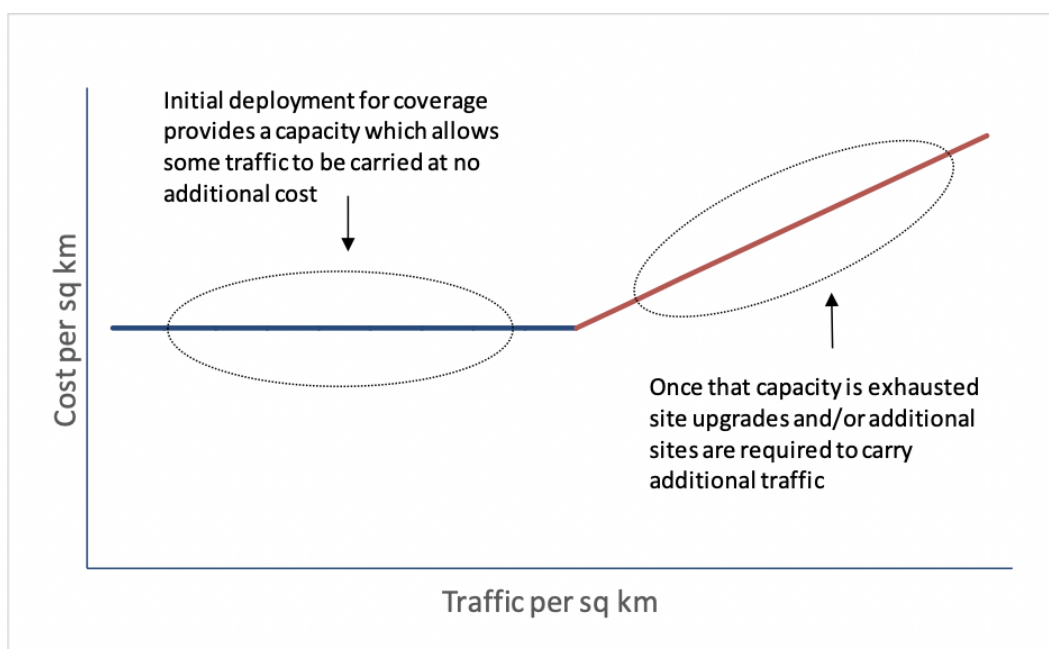 Initial deployment for coverage
provides a capacity which allows
some traffic to be carried at no
additional cost
Cost per sq km
Once that capacity is exhausted
site upgrades and/or additional
sites are required to carry
additional traffic
Traffic per sq km